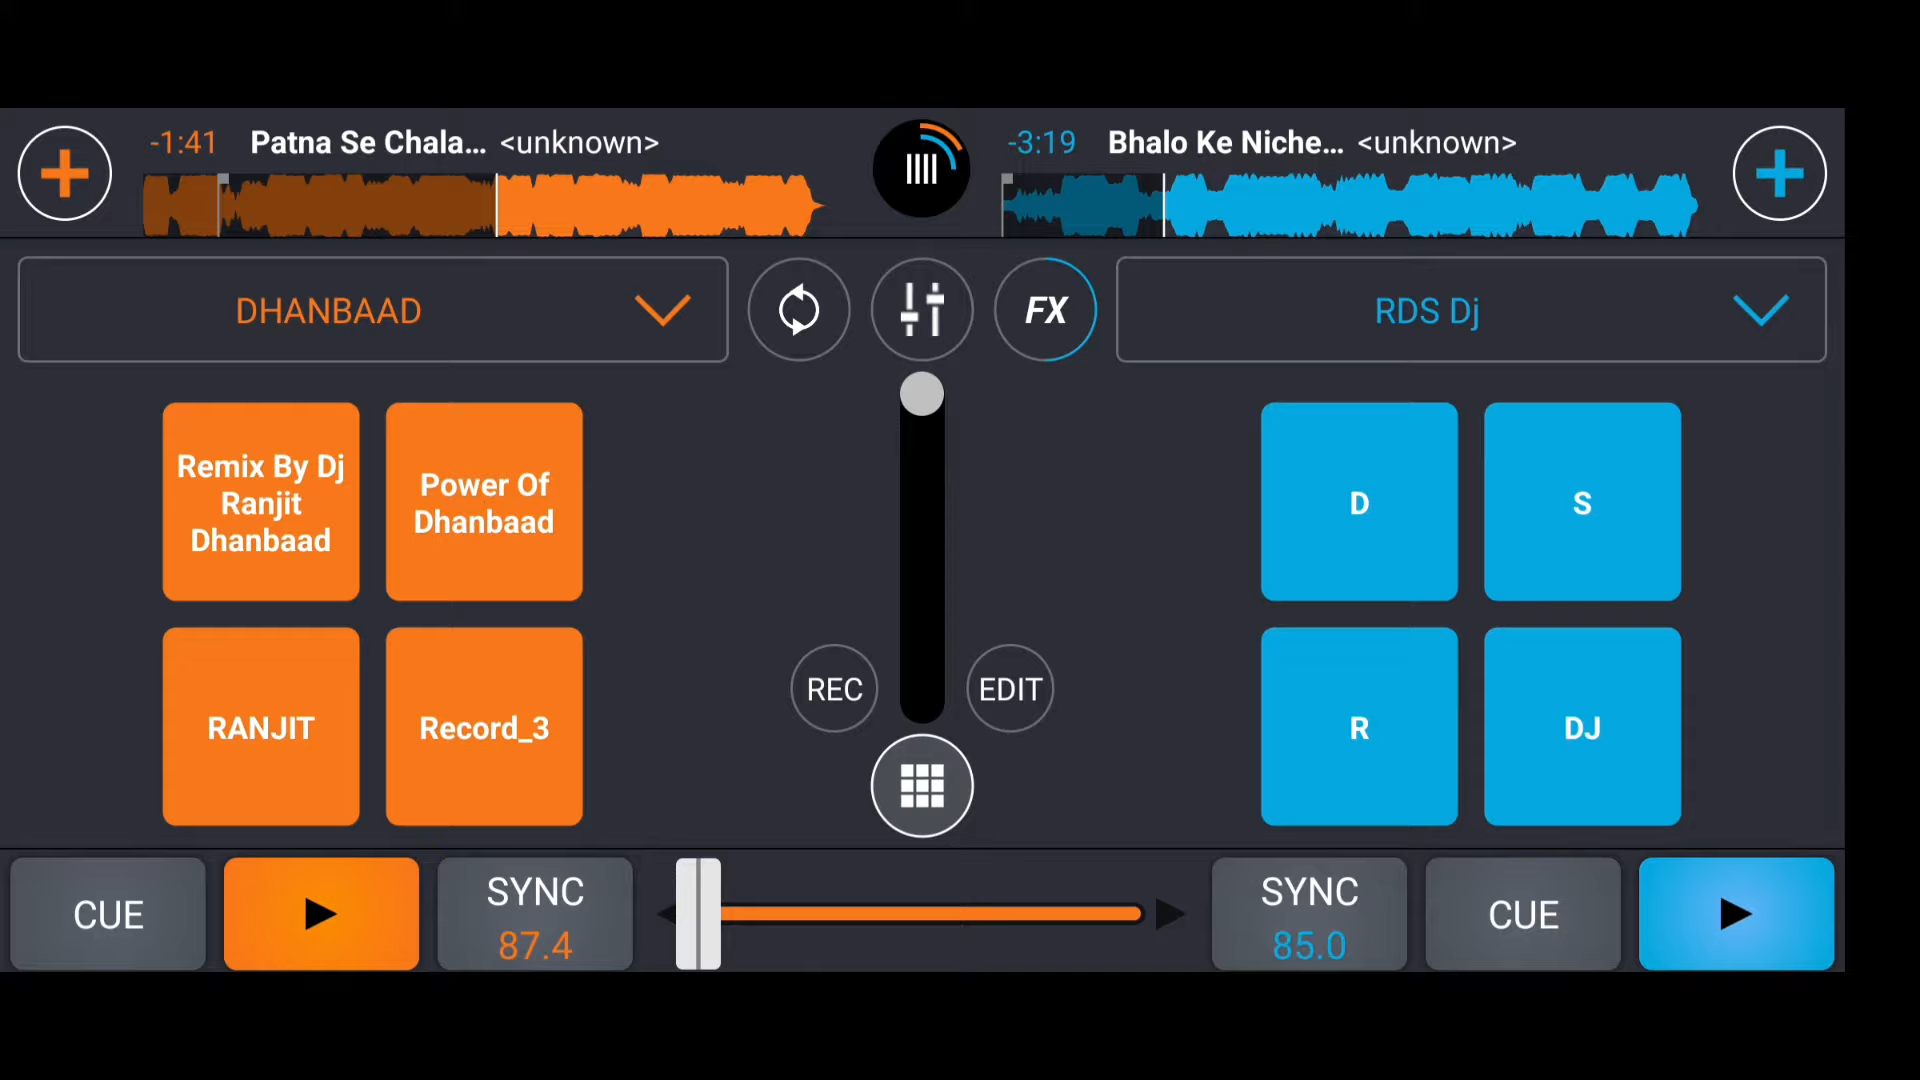 -1:41 Patna Se Chala... <unknown>
-3:19 Bhalo Ke Niche... <unknown>
DHANBAAD
FX
RDS Dj
Remix By Dj
Ranjit
Dhanbaad
Power Of
Dhanbaad
D
S
RANJIT
Record_3
REC
EDIT
R
DJ
CUE
SYNC
87.4
SYNC
85.0
CUE